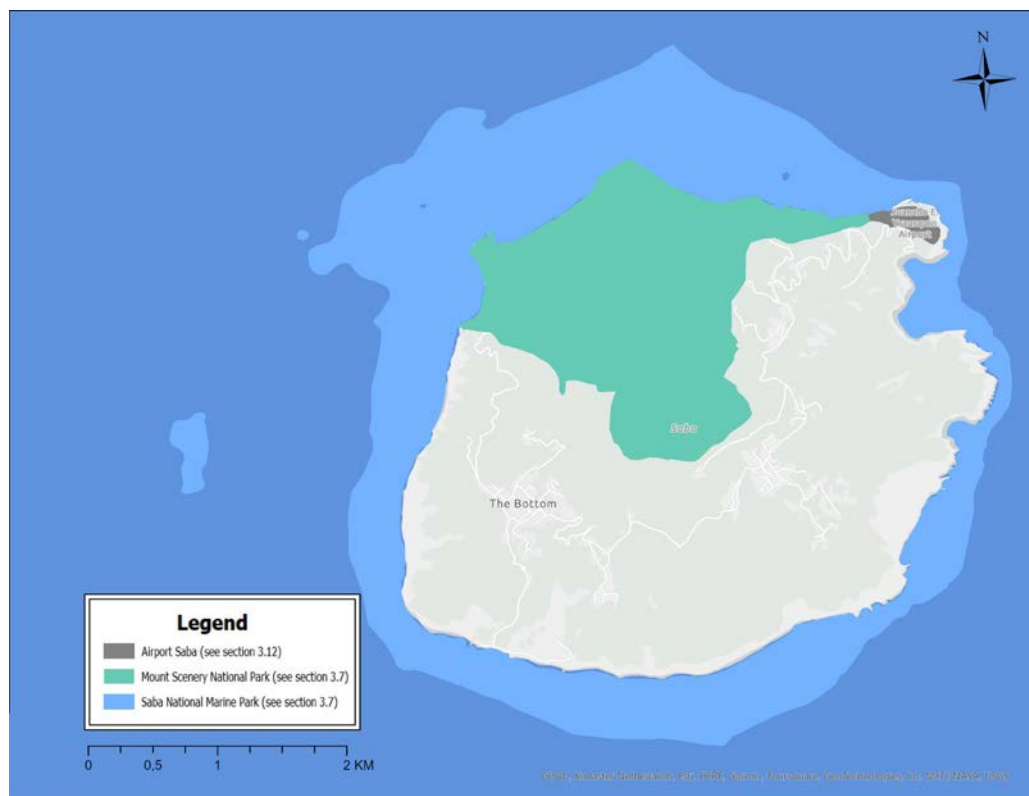 N
Airport
Saba
The Bottom
Legend
Airport Saba (see section 3.12)
Mount Scenery National Park (see section 3.7)
Saba National Marine Park (see section 3.7)
0
0,5
1
2 KM